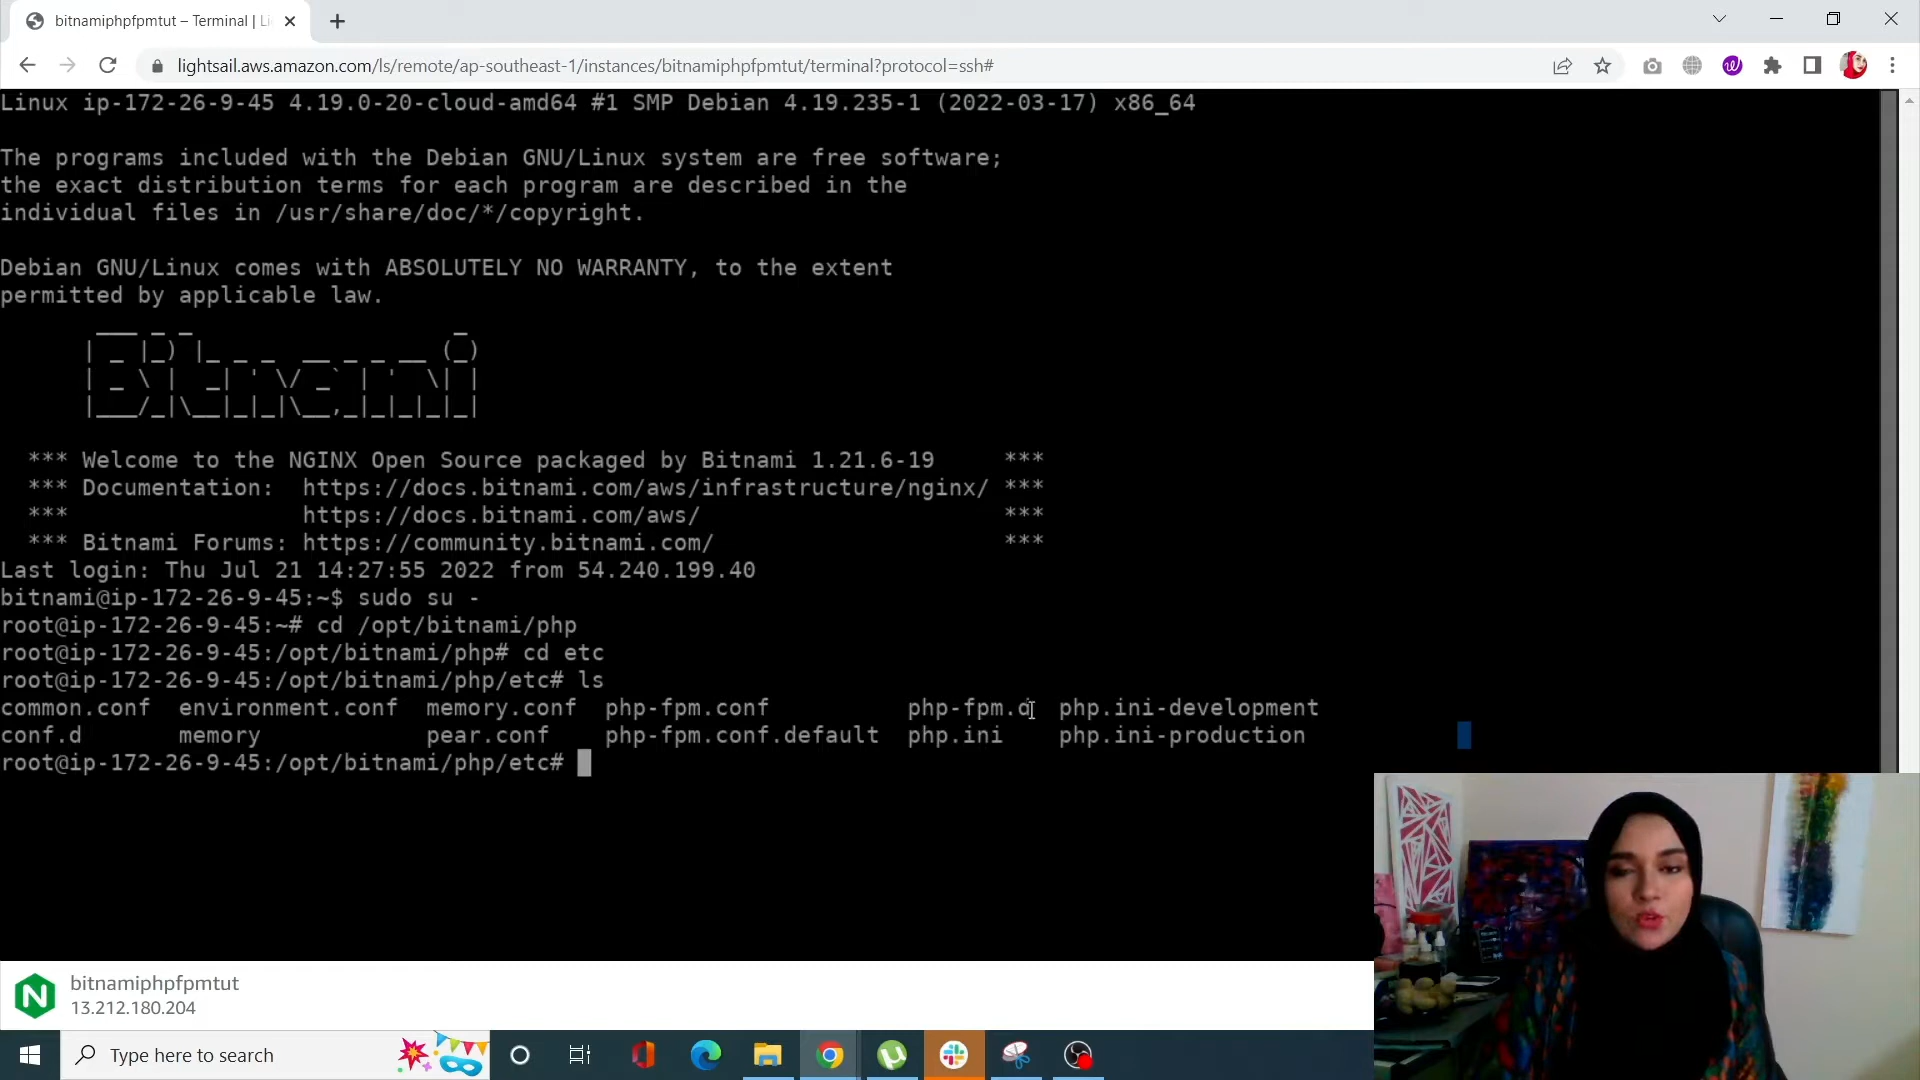 bitnamiphpfpmtut – Terminal | Li
lightsail.aws.amazon.com/ls/remote/ap-southeast-1/instances/bitnamiphpfpmtut/terminal?protocol=ssh#
Linux ip-172-26-9-45 4.19.0-20-cloud-amd64 #1 SMP Debian 4.19.235-1 (2022-03-17) x86_64
The programs included with the Debian GNU/Linux system are free software;
the exact distribution terms for each program are described in the
individual files in /usr/share/doc/*/copyright.
Debian GNU/Linux comes with ABSOLUTELY NO WARRANTY, to the extent
permitted by applicable law.
Bitnami
*** Welcome to the NGINX Open Source packaged by Bitnami 1.21.6-19 ***
*** Documentation: https://docs.bitnami.com/aws/infrastructure/nginx/ ***
*** https://docs.bitnami.com/aws/ ***
*** Bitnami Forums: https://community.bitnami.com/ ***
Last login: Thu Jul 21 14:27:55 2022 from 54.240.199.40
bitnami@ip-172-26-9-45:~$ sudo su -
root@ip-172-26-9-45:~# cd /opt/bitnami/php
root@ip-172-26-9-45:/opt/bitnami/php# cd etc
root@ip-172-26-9-45:/opt/bitnami/php/etc# ls
common.conf environment.conf memory.conf php-fpm.conf php-fpm.d php.ini-development
conf.d memory pear.conf php-fpm.conf.default php.ini php.ini-production
root@ip-172-26-9-45:/opt/bitnami/php/etc#
bitnamiphpfpmtut
13.212.180.204
Type here to search